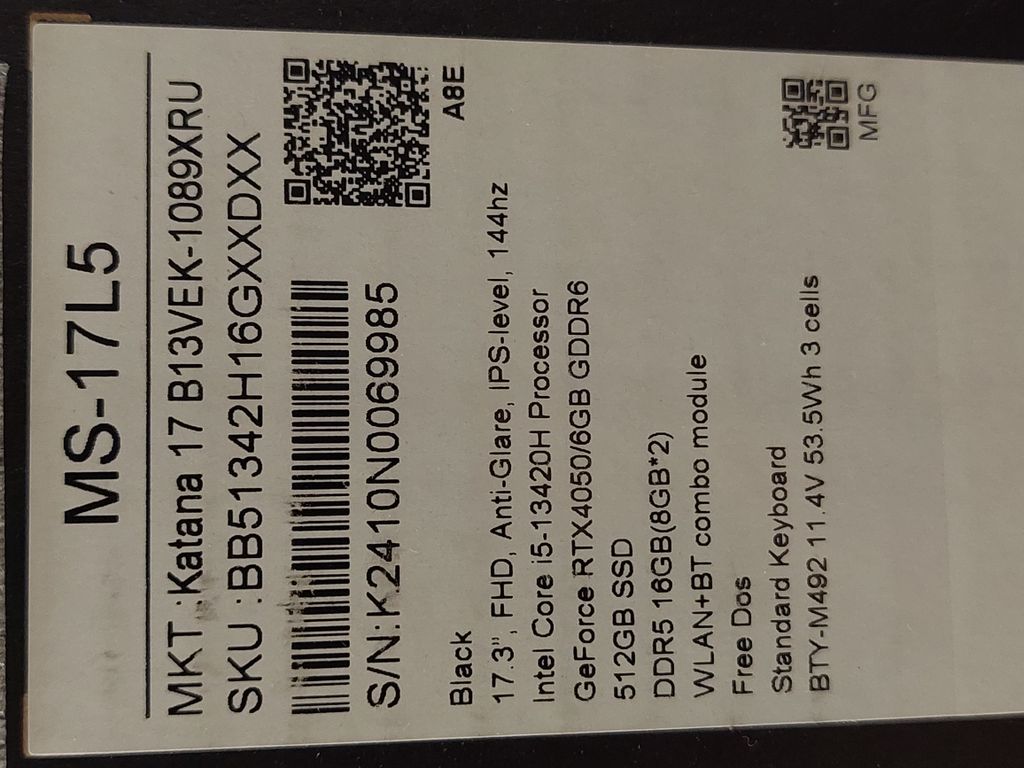 MS-17L5
MKT :Katana 17 B13VEK-1089XRU
SKU :BB51342H16GXXDXX
S/N:K2410N0069985
A8E
Black
17.3", FHD, Anti-Glare, IPS-level, 144hz
Intel Core i5-13420H Processor
GeForce RTX4050/6GB GDDR6
512GB SSD
DDR5 16GB(8GB*2)
WLAN+BT combo module
Free Dos
Standard Keyboard
BTY-M492 11.4V 53.5Wh 3 cells
MFG